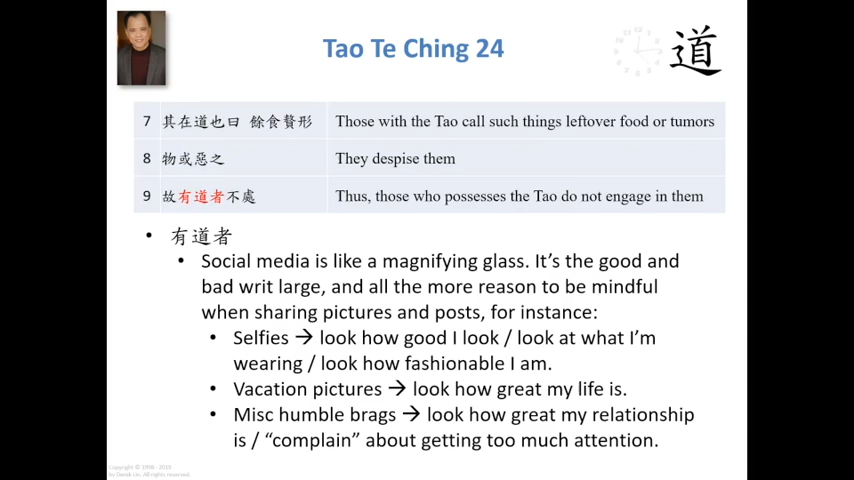 Tao Te Ching 24
道
7 其在道也曰 餘食贅形 Those with the Tao call such things leftover food or tumors
8 物或惡之 They despise them
9 故有道者不處 Thus, those who possesses the Tao do not engage in them
• 有道者
• Social media is like a magnifying glass. It’s the good and
bad writ large, and all the more reason to be mindful
when sharing pictures and posts, for instance:
• Selfies → look how good I look / look at what I’m
wearing / look how fashionable I am.
• Vacation pictures → look how great my life is.
• Misc humble brags → look how great my relationship
is / “complain” about getting too much attention.
by Derek Lin. All rights reserved.